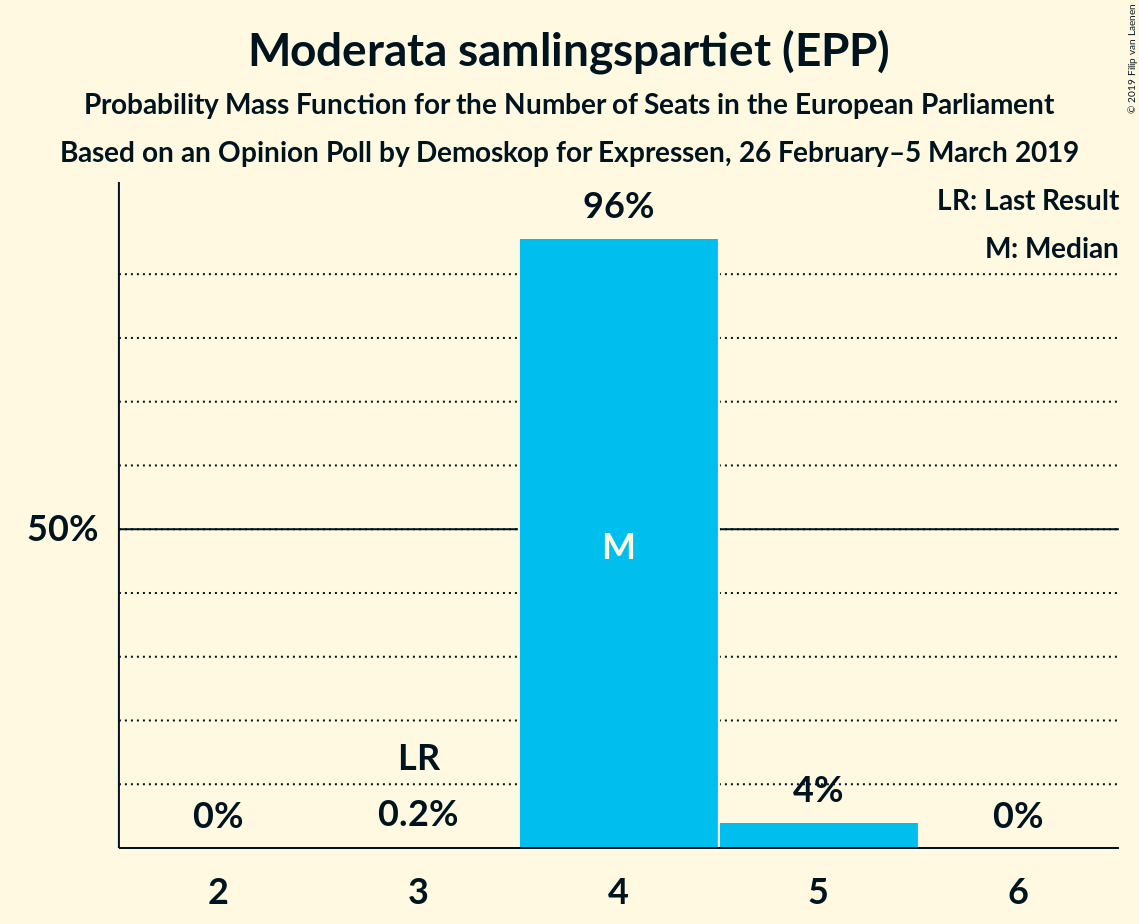 Moderata samlingspartiet (EPP)
Probability Mass Function for the Number of Seats in the European Parliament
Based on an Opinion Poll by Demoskop for Expressen, 26 February–5 March 2019
© 2019 Filip van Laenen
LR: Last Result
M: Median
96%
50%
M
LR
0%
0.2%
4%
0%
2
3
4
5
6